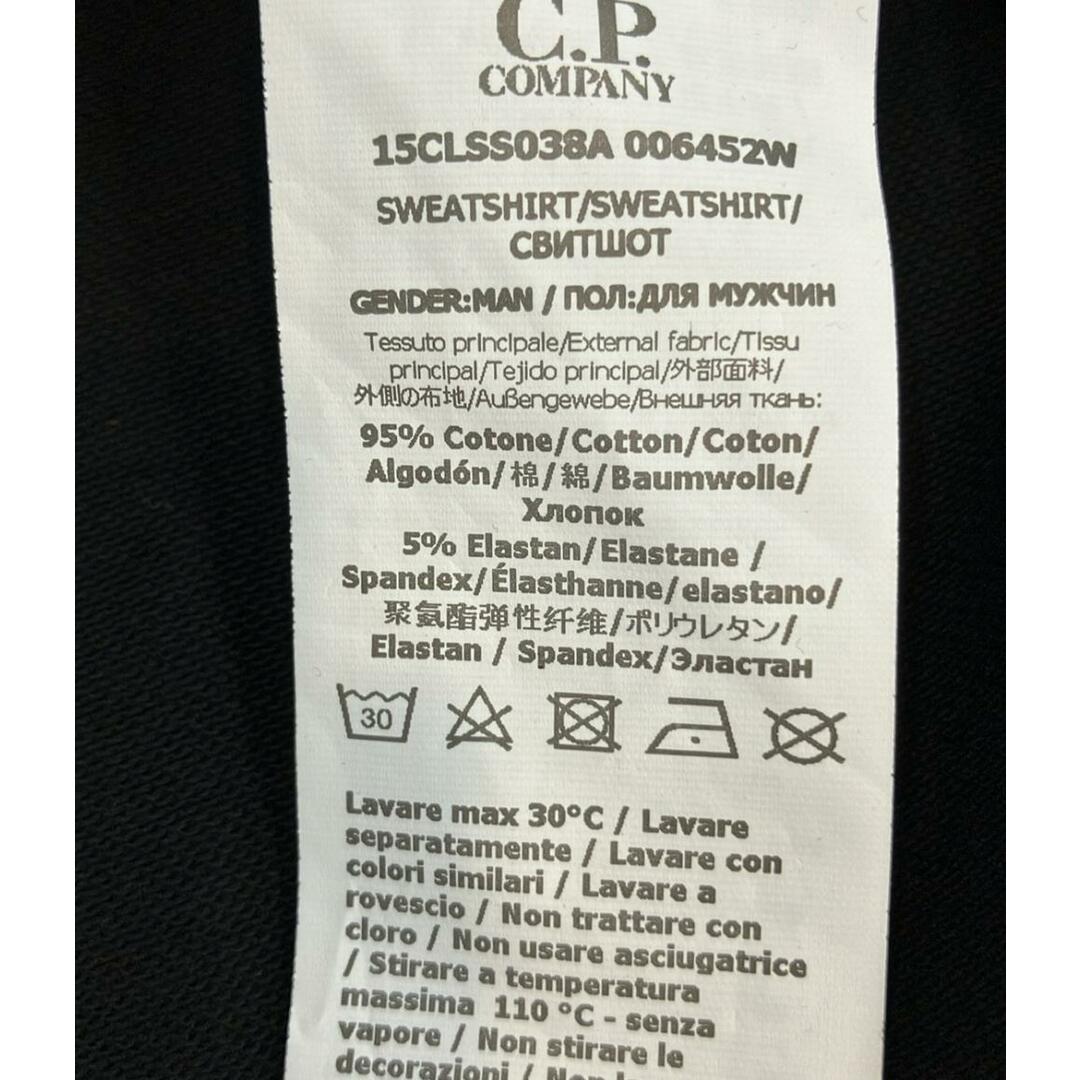 C.P.
COMPANY
15CLSS038A 006452W
SWEATSHIRT/SWEATSHIRT/
СВИТШОТ
GENDER:MAN / ПОЛ:ДЛЯ МУЖЧИН
Tessuto principale/External fabric/Tissu
principal/Tejido principal/外部面料/
外側の布地/Außengewebe/Внешняя ткань:
95% Cotone/Cotton/Coton/
Algodón/棉/綿/Baumwolle/
Хлопок
5% Elastan/Elastane /
Spandex/Élasthanne/elastano/
聚氨酯弹性纤维/ポリウレタン/
Elastan / Spandex/Эластан
30
Lavare max 30°C / Lavare
separatamente / Lavare con
colori similari / Lavare a
rovescio / Non trattare con
cloro / Non usare asciugatrice
/ Stirare a temperatura
massima 110 °C - senza
vapore / Non stirare le
decorazioni / Non